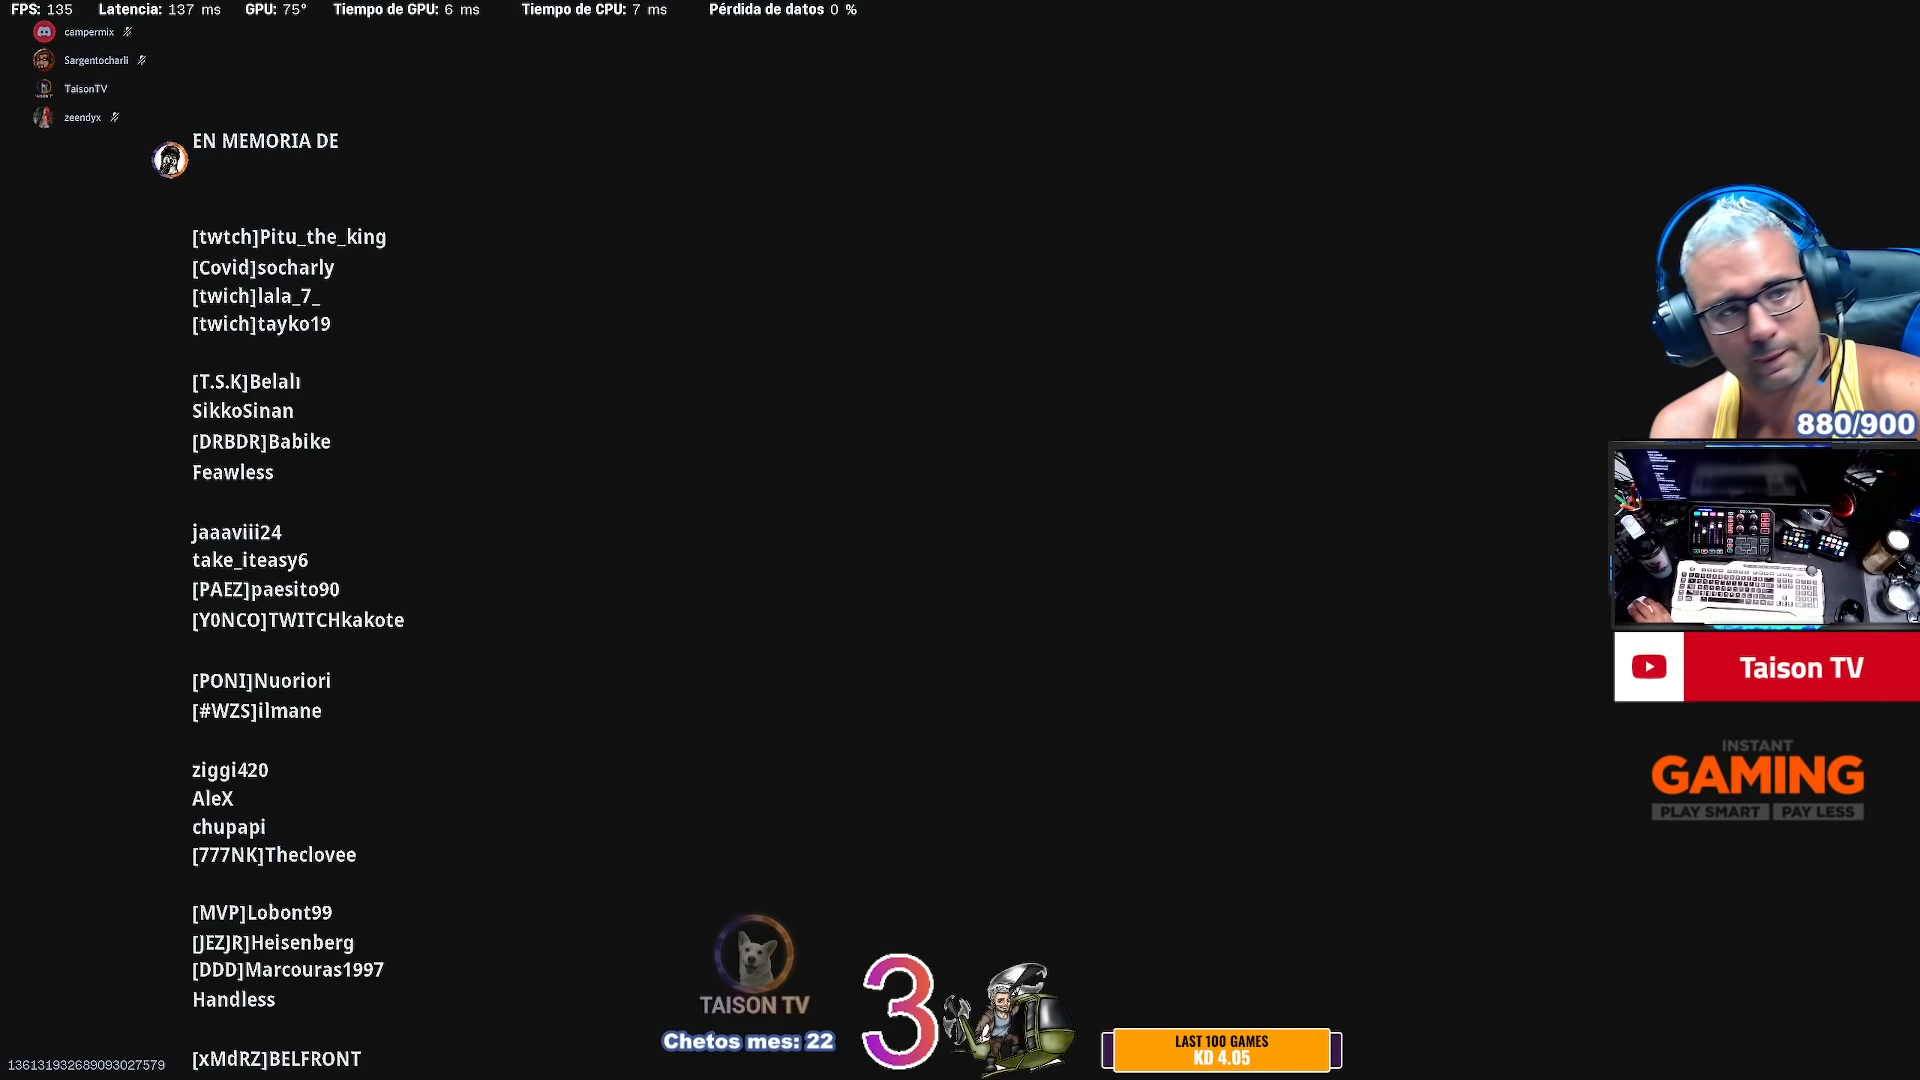 FPS: 135 Latencia: 137 ms GPU: 75° Tiempo de GPU: 6 ms Tiempo de CPU: 7 ms Pérdida de datos 0 %
campermix
Sargentocharli
TaisonTV
zeendyx
EN MEMORIA DE
[twtch]Pitu_the_king
[Covid]socharly
[twich]lala_7_
[twich]tayko19
[T.S.K]Belalı
SikkoSinan
[DRBDR]Babike
Feawless
jaaaviii24
take_iteasy6
[PAEZ]paesito90
[Y0NCO]TWITCHkakote
[PONI]Nuoriori
[#WZS]ilmane
ziggi420
AleX
chupapi
[777NK]Theclovee
[MVP]Lobont99
[JEZJR]Heisenberg
[DDD]Marcouras1997
Handless
[xMdRZ]BELFRONT
136131932689093027579
880/900
Taison TV
INSTANT
GAMING
PLAY SMART PAY LESS
TAISON TV
Chetos mes: 22
3
LAST 100 GAMES
KD 4.05